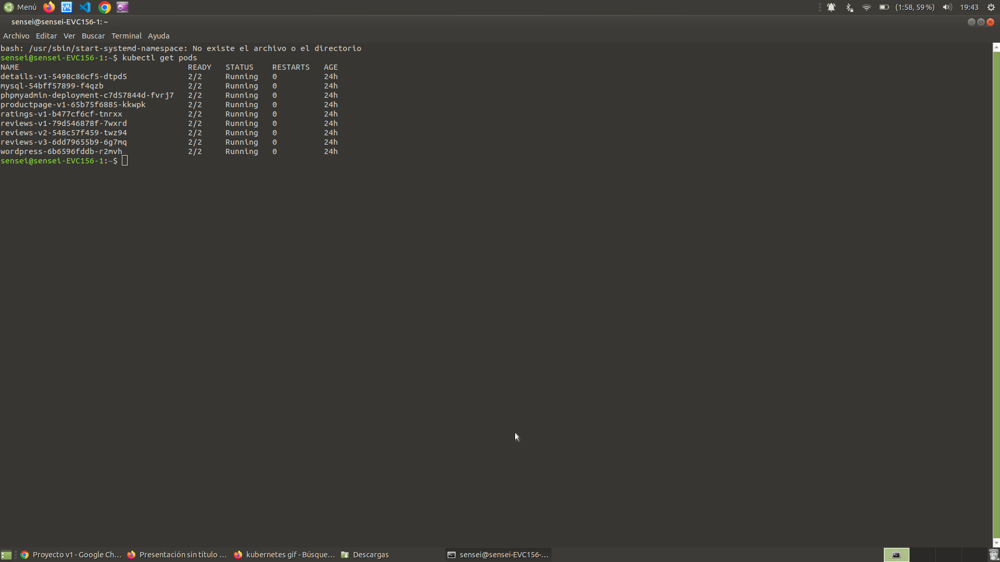 Menú (1:58, 59%) 19:43
sensei@sensei-EVC156-1: ~
Archivo Editar Ver Buscar Terminal Ayuda
bash: /usr/sbin/start-systemd-namespace: No existe el archivo o el directorio
sensei@sensei-EVC156-1:~$ kubectl get pods
NAME READY STATUS RESTARTS AGE
details-v1-5498c86cf5-dtpd5 2/2 Running 0 24h
mysql-54bff57899-f4qzb 2/2 Running 0 24h
phpmyadmin-deployment-c7d57844d-fvrj7 2/2 Running 0 24h
productpage-v1-65b75f6885-kkwpk 2/2 Running 0 24h
ratings-v1-b477cf6cf-tnrxx 2/2 Running 0 24h
reviews-v1-79d546878f-7wxrd 2/2 Running 0 24h
reviews-v2-548c57f459-twz94 2/2 Running 0 24h
reviews-v3-6dd79655b9-6g7mq 2/2 Running 0 24h
wordpress-6b6596fddb-r2mvh 2/2 Running 0 24h
sensei@sensei-EVC156-1:~$
Proyecto v1 - Google Ch... Presentación sin título ... kubernetes gif - Búsque... Descargas sensei@sensei-EVC156-...